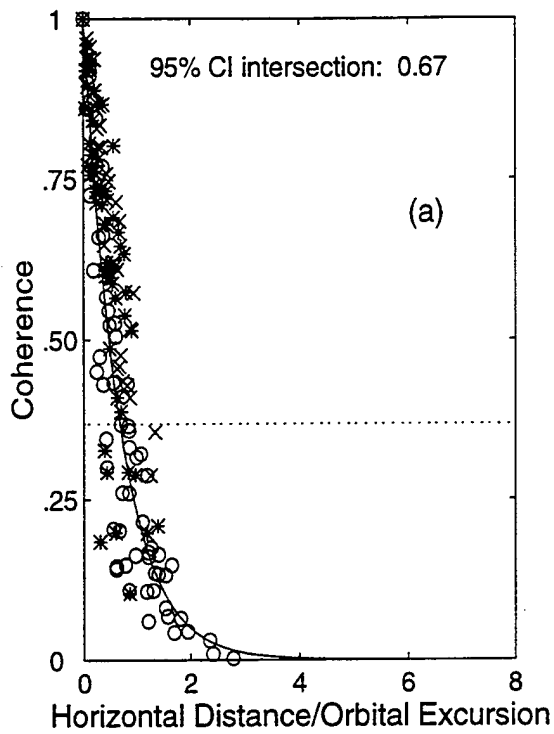 1
95% CI intersection: 0.67
.75
(a)
Coherence
.50
.25
0
0 2 4 6 8
Horizontal Distance/Orbital Excursion